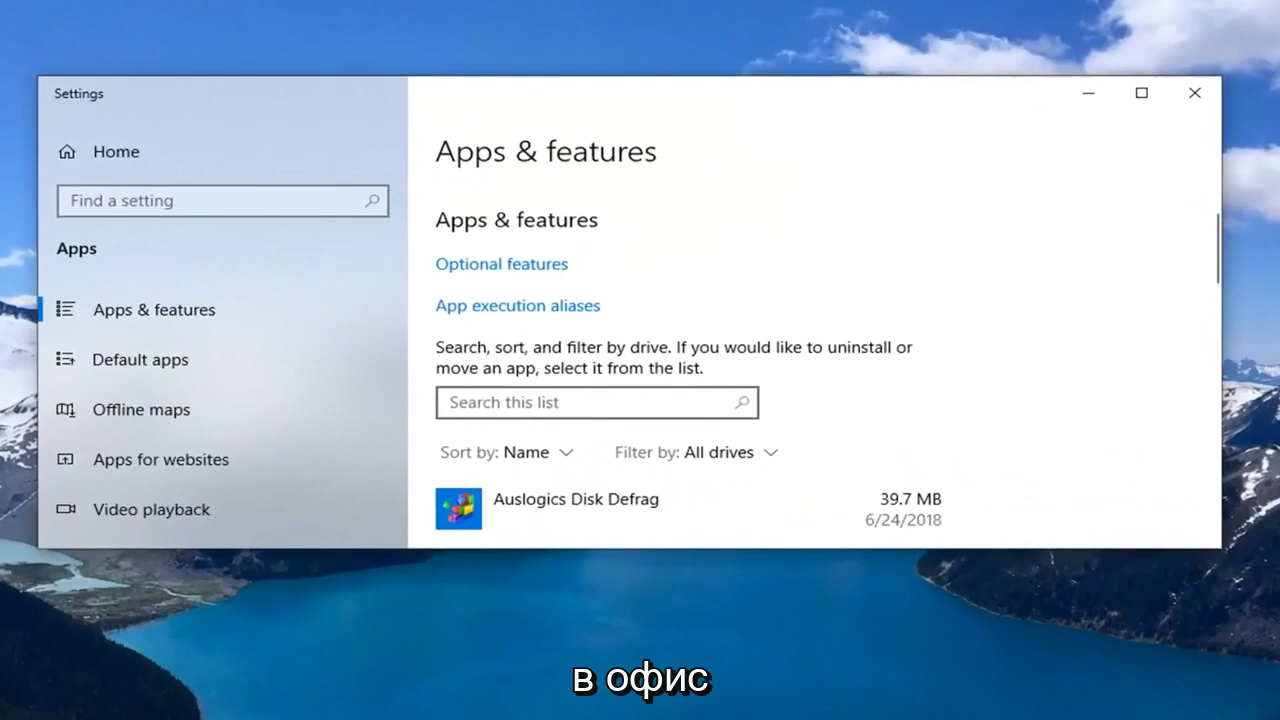 Settings
Home
Find a setting
Apps
Apps & features
Default apps
Offline maps
Apps for websites
Video playback
Apps & features
Apps & features
Optional features
App execution aliases
Search, sort, and filter by drive. If you would like to uninstall or
move an app, select it from the list.
Search this list
Sort by: Name Filter by: All drives
Auslogics Disk Defrag 39.7 MB
6/24/2018
в офис